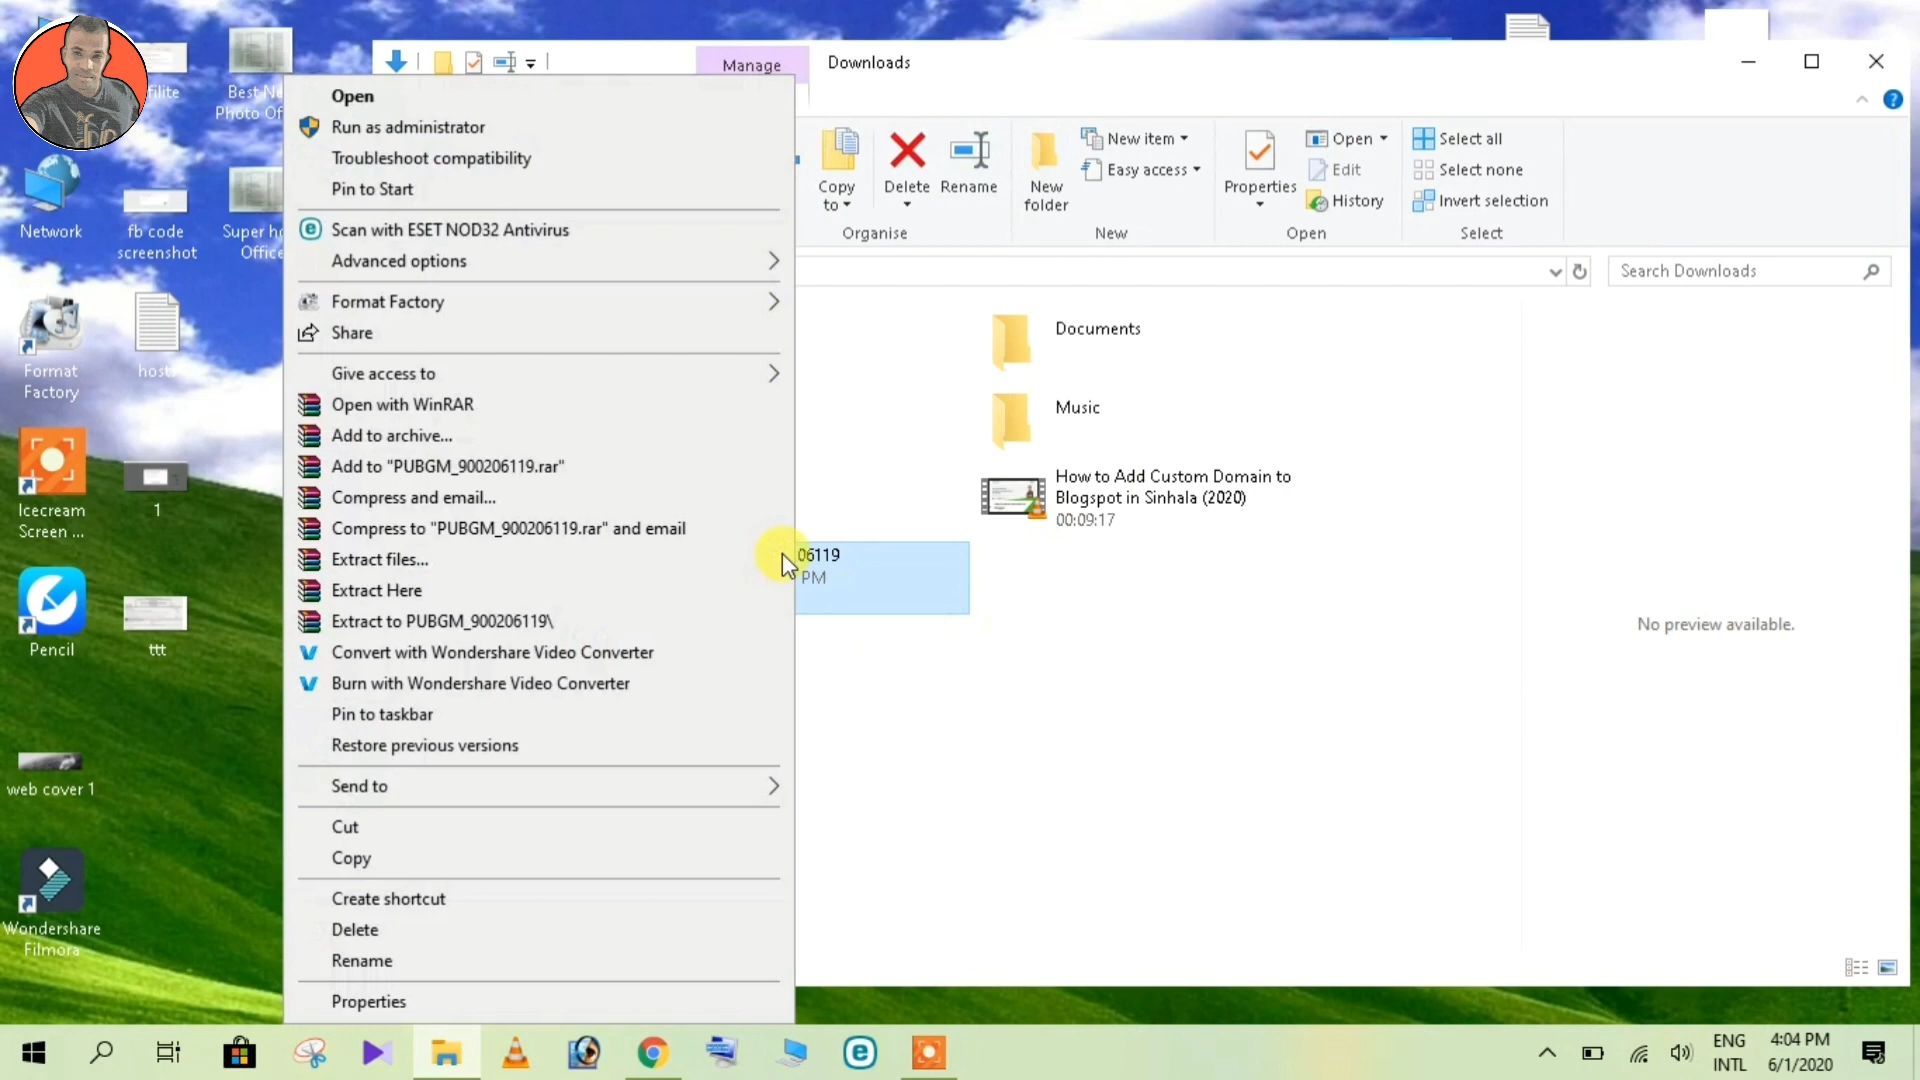 Manage
Downloads
Best Ne
Photo Of
Network
fb code
screenshot
Super h
Office
Format
Factory
hosts
Icecream
Screen ...
1
Pencil
ttt
web cover 1
Wondershare
Filmora
Open
Run as administrator
Troubleshoot compatibility
Pin to Start
Scan with ESET NOD32 Antivirus
Advanced options
Format Factory
Share
Give access to
Open with WinRAR
Add to archive...
Add to "PUBGM_900206119.rar"
Compress and email...
Compress to "PUBGM_900206119.rar" and email
Extract files...
Extract Here
Extract to PUBGM_900206119\
Convert with Wondershare Video Converter
Burn with Wondershare Video Converter
Pin to taskbar
Restore previous versions
Send to
Cut
Copy
Create shortcut
Delete
Rename
Properties
Copy
to
Delete
Rename
Organise
New
folder
New item
Easy access
New
Properties
Open
Edit
History
Open
Select all
Select none
Invert selection
Select
Search Downloads
Documents
Music
How to Add Custom Domain to
Blogspot in Sinhala (2020)
00:09:17
06119
PM
No preview available.
ENG
INTL
4:04 PM
6/1/2020